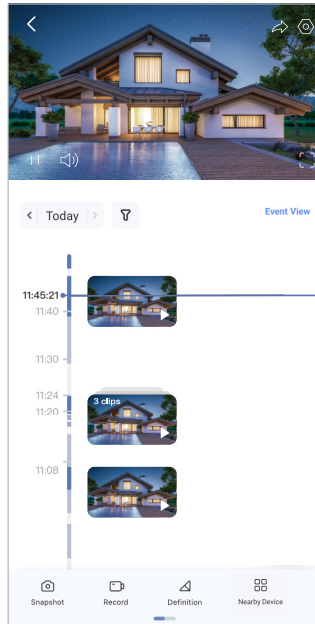 Today
Event View
11:45:21
11:40
11:30
11:24
3 clips
11:20
11:08
Snapshot
Record
Definition
Nearby Device